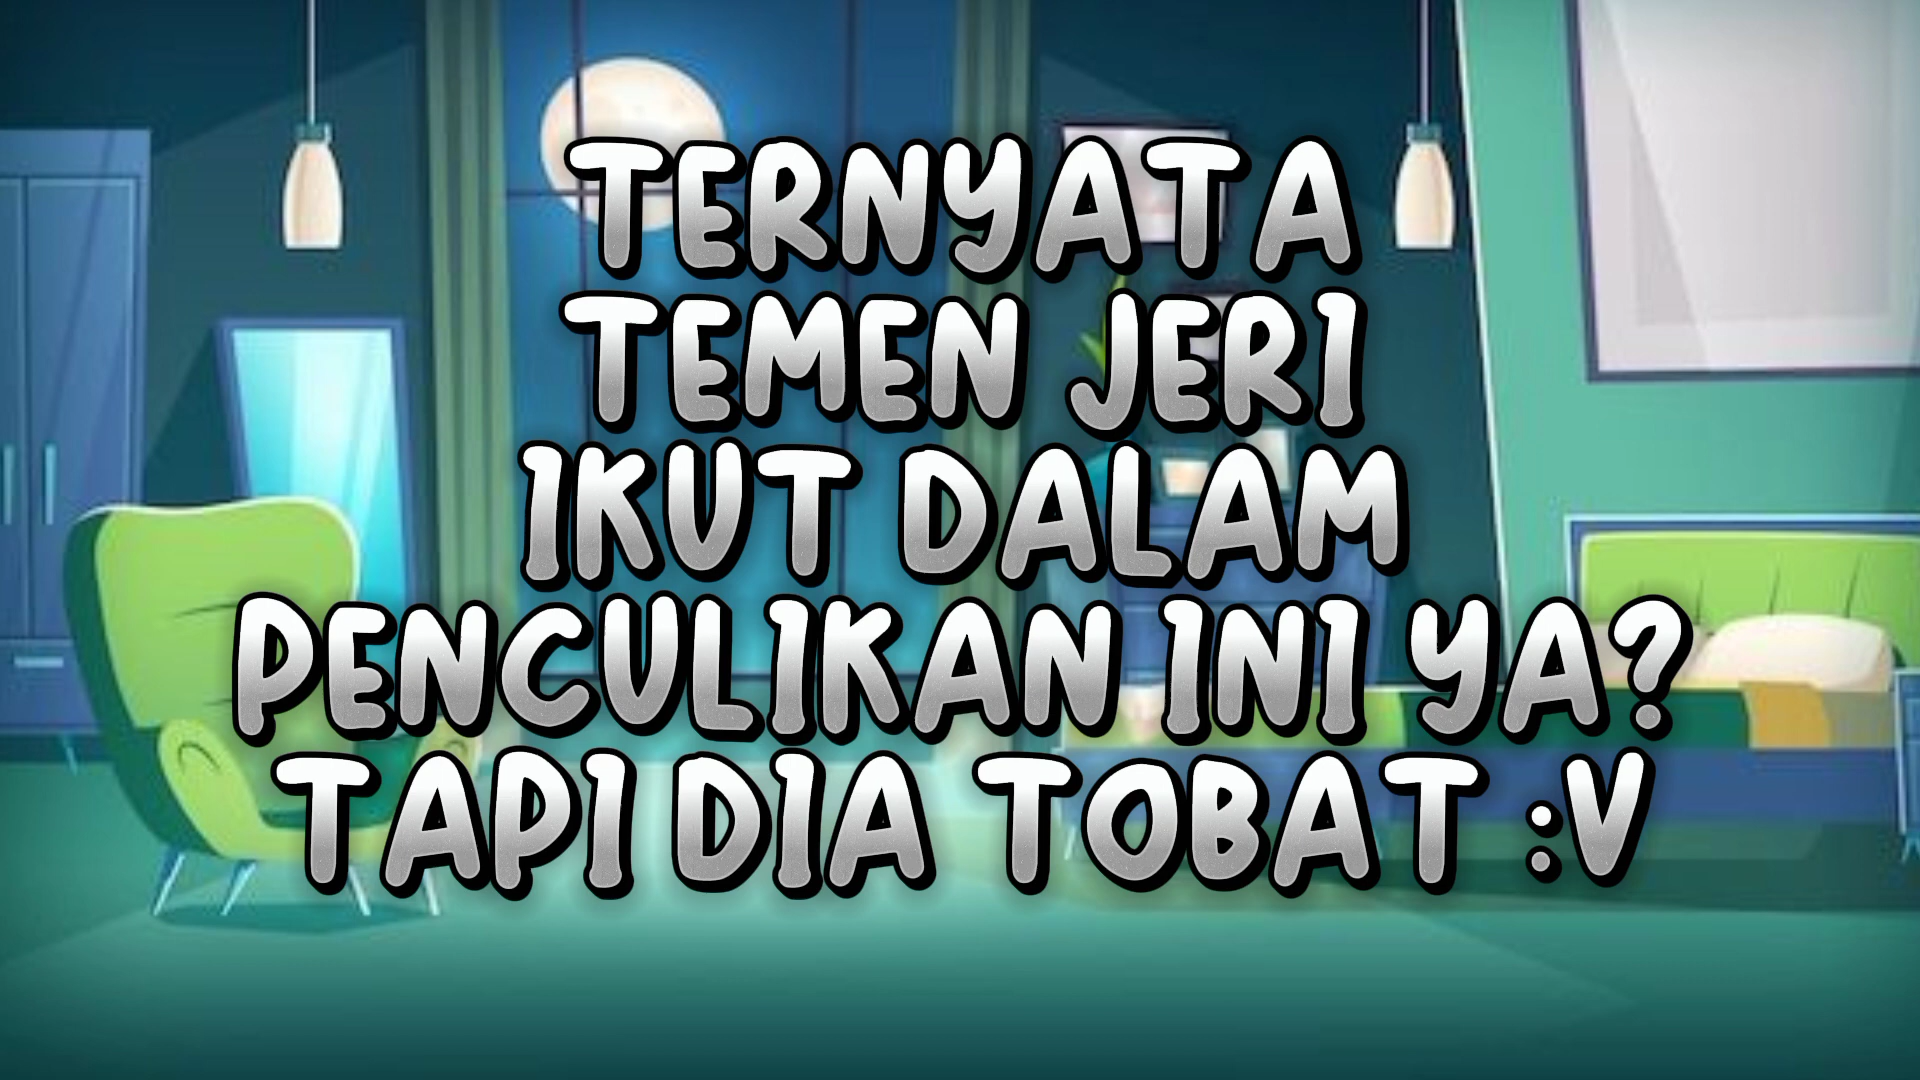 TERNYATA
TEMEN JERI
IKUT DALAM
PENCULIKAN INI YA?
TAPI DIA TOBAT :V